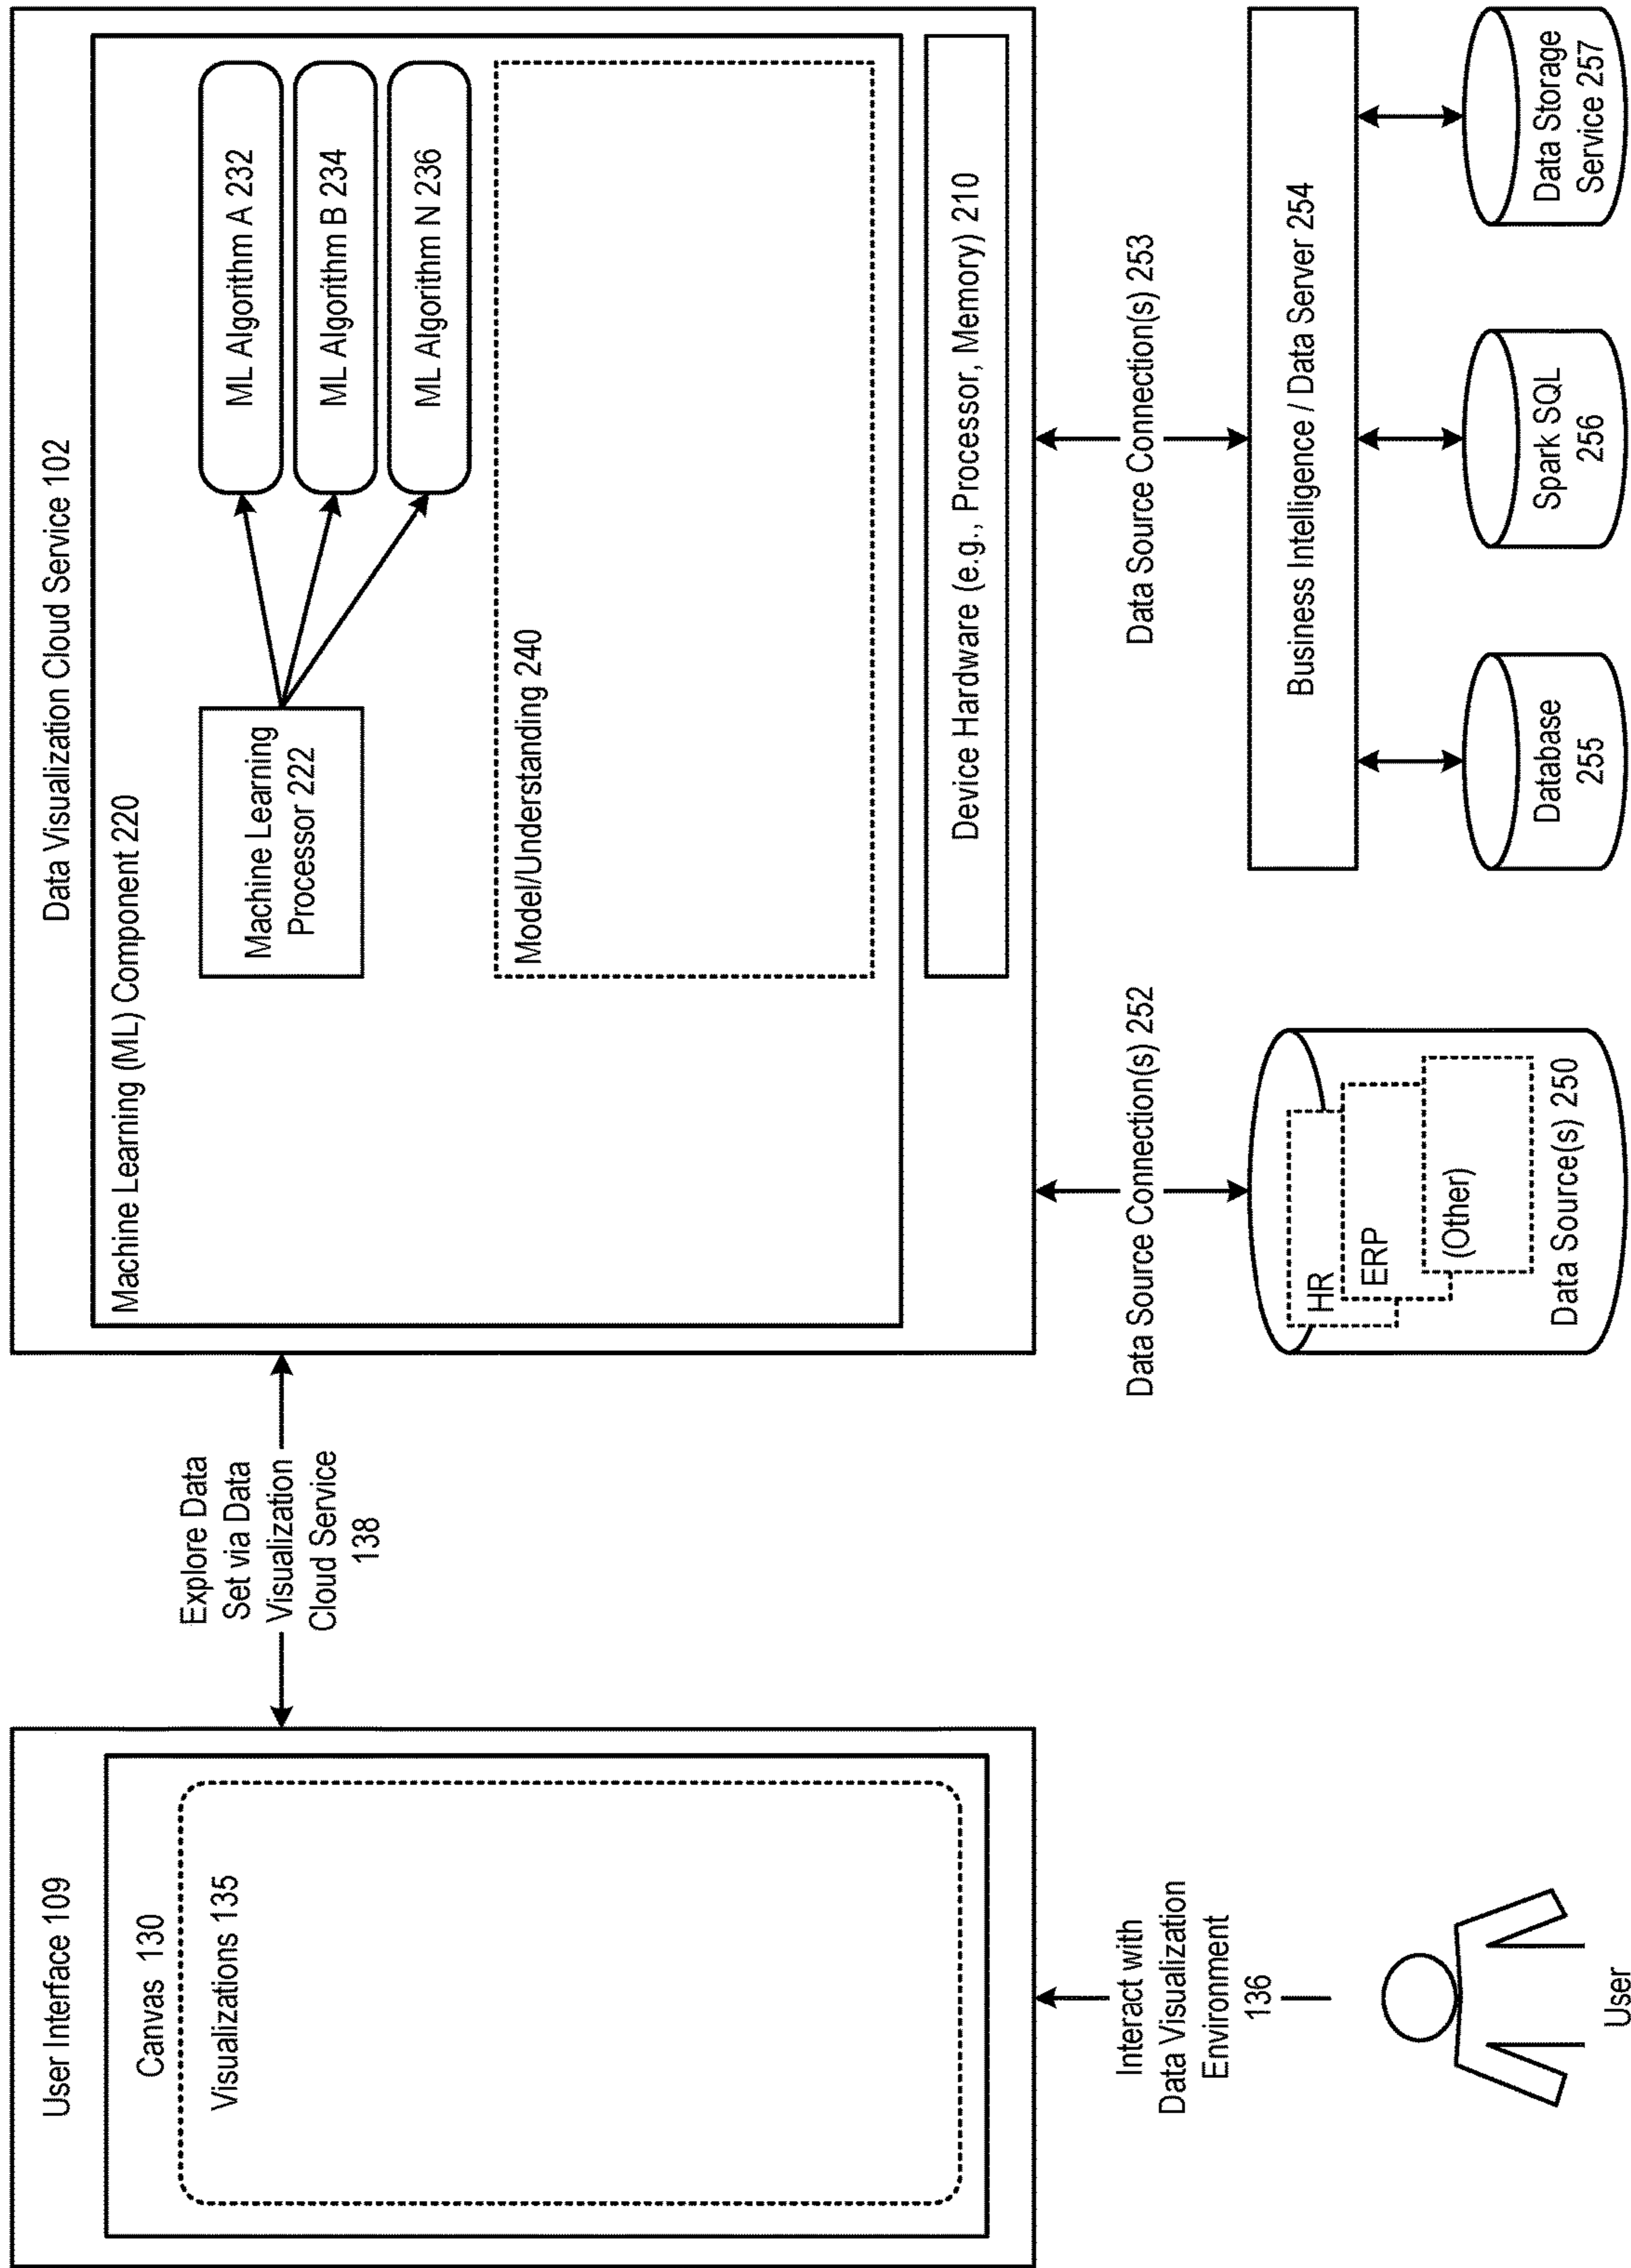 User Interface 109
Canvas 130
Visualizations 135
Interact with
Data Visualization
Environment
136
User
Explore Data
Set via Data
Visualization
Cloud Service
138
Data Visualization Cloud Service 102
Machine Learning (ML) Component 220
Machine Learning
Processor 222
ML Algorithm A 232
ML Algorithm B 234
ML Algorithm N 236
Model/Understanding 240
Device Hardware (e.g., Processor, Memory) 210
Data Source Connection(s) 252
Data Source Connection(s) 253
HR
ERP
(Other)
Data Source(s) 250
Business Intelligence / Data Server 254
Database
255
Spark SQL
256
Data Storage
Service 257